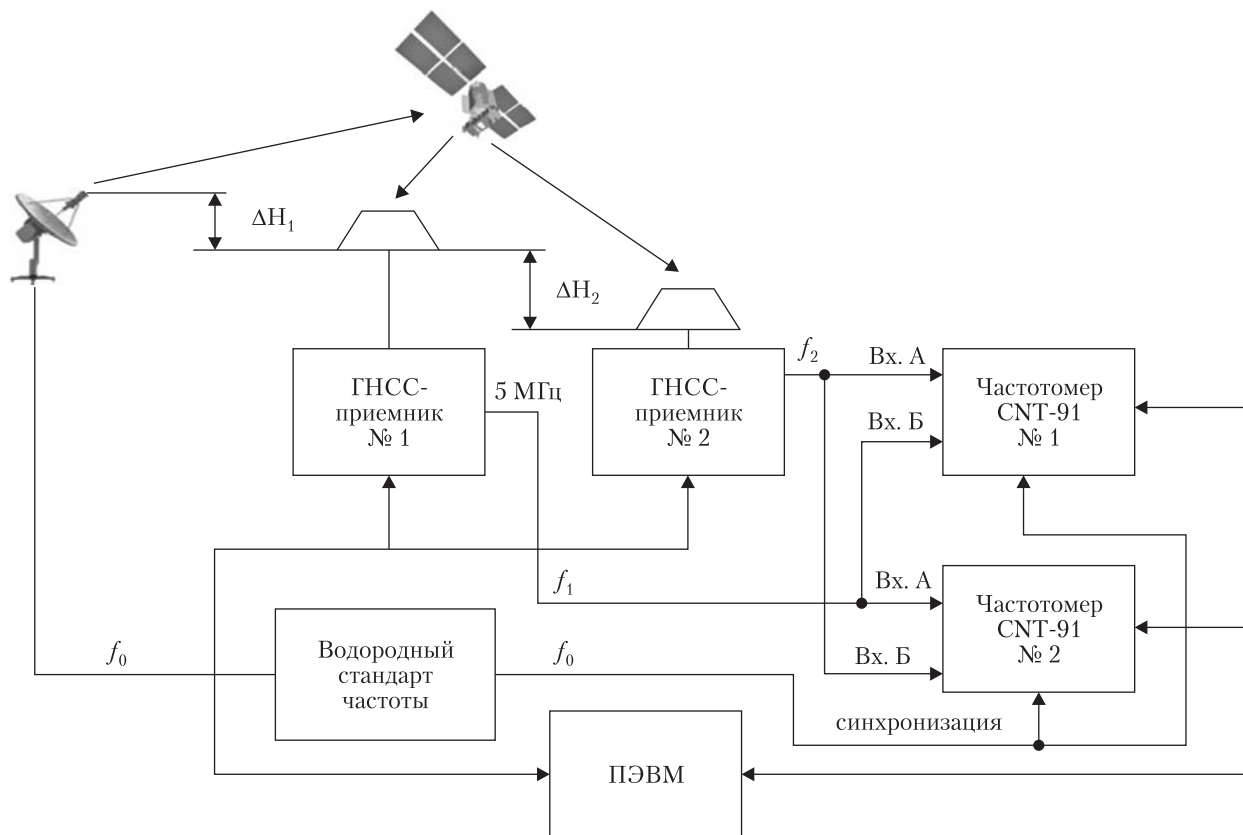 ΔH₁
ΔH₂
ГНСС-
приемник
№ 1
5 МГц
ГНСС-
приемник
№ 2
f₂
Вх. А
Вх. Б
Частотомер
CNT-91
№ 1
f₁
Вх. А
Вх. Б
Частотомер
CNT-91
№ 2
f₀
Водородный
стандарт
частоты
f₀
синхронизация
ПЭВМ